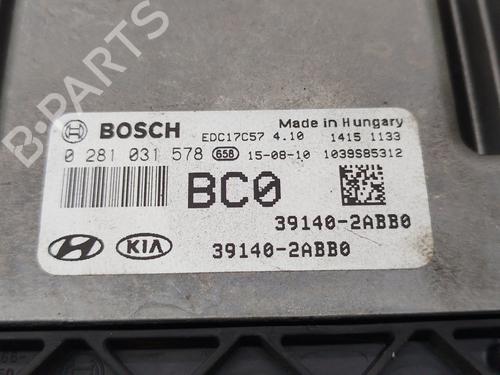 B-PARTS
BOSCH EDC17C57 4.10 Made in Hungary
1415 1133
0 281 031 578 658 15-08-10 1039S85312
BC0
39140-2ABB0
KIA 39140-2ABB0